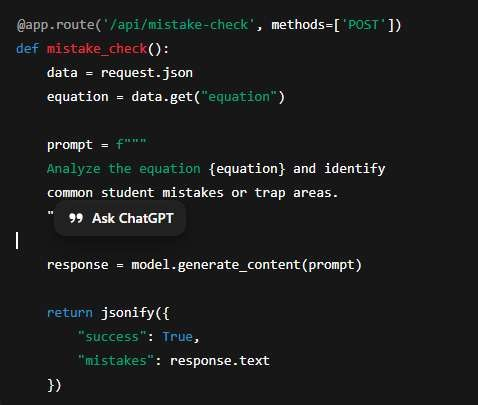 @app.route('/api/mistake-check', methods=['POST'])
def mistake_check():
    data = request.json
    equation = data.get("equation")

    prompt = f"""
    Analyze the equation {equation} and identify
    common student mistakes or trap areas.
    "
Ask ChatGPT

    response = model.generate_content(prompt)

    return jsonify({
        "success": True,
        "mistakes": response.text
    })